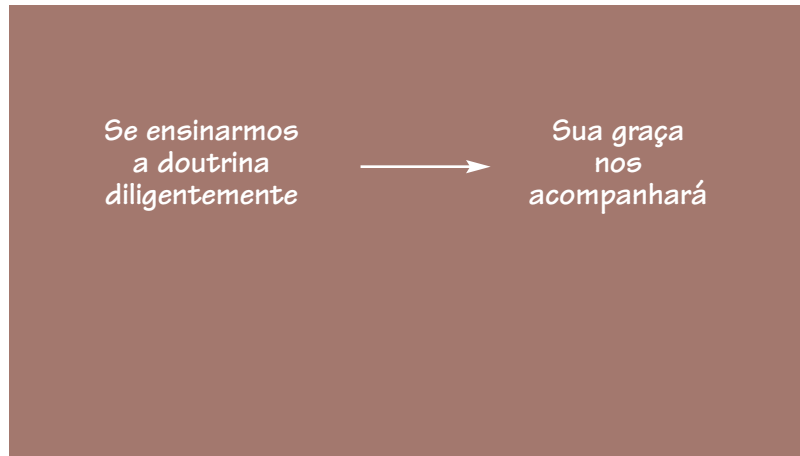 Se ensinarmos
a doutrina
diligentemente
Sua graça
nos
acompanhará